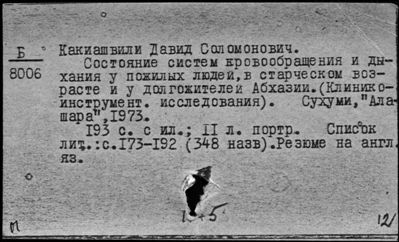 Б
8006
Какиашвили Давид Соломонович.
Состояние систем кровообращения и ды-
хания у пожилых людей, в старческом воз-
расте и у долгожителей Абхазии.(Клинико-
инструмент. исследования). Сухуми,"Ала-
шара",1973.
193 с. с ил.; II л. портр. Список
лит.:с.173-192 (348 назв).Резюме на англ.
яз.
12/